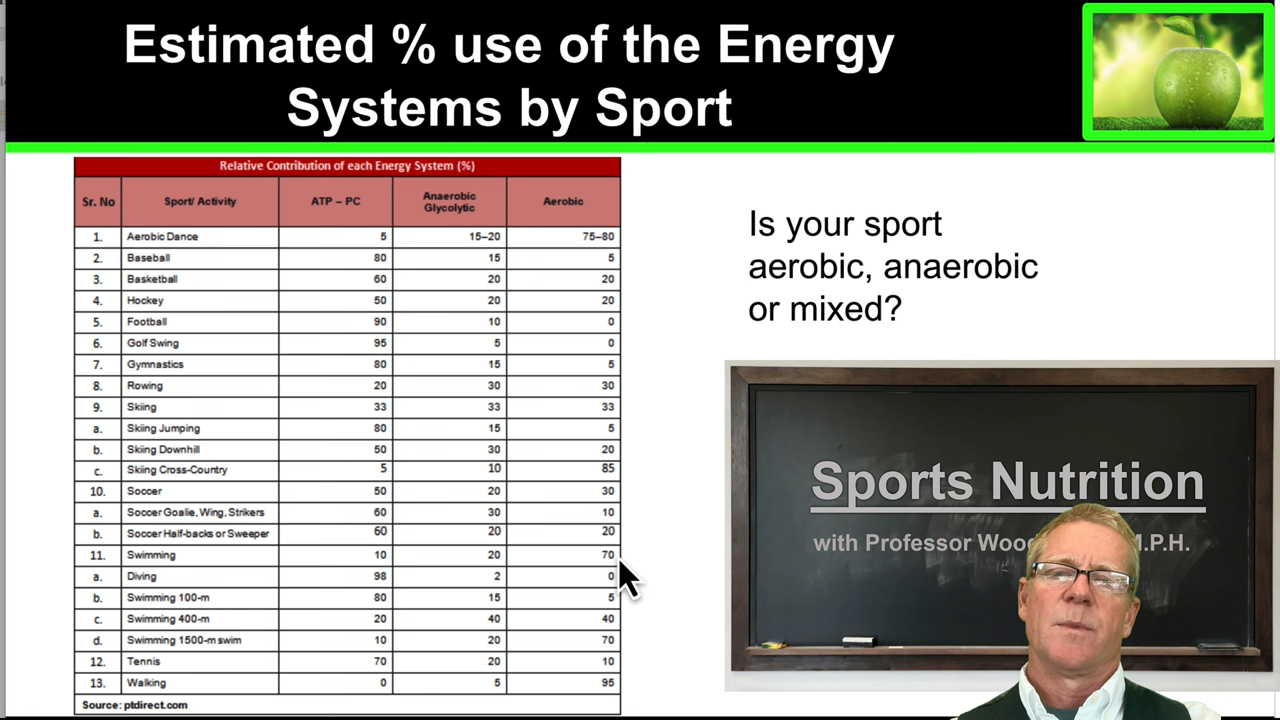 Estimated % use of the Energy
Systems by Sport
Relative Contribution of each Energy System (%)
Sr. No Sport/ Activity ATP – PC Anaerobic Glycolytic Aerobic
1. Aerobic Dance 5 15–20 75–80
2. Baseball 80 15 5
3. Basketball 60 20 20
4. Hockey 50 20 20
5. Football 90 10 0
6. Golf Swing 95 5 0
7. Gymnastics 80 15 5
8. Rowing 20 30 30
9. Skiing 33 33 33
a. Skiing Jumping 80 15 5
b. Skiing Downhill 50 30 20
c. Skiing Cross-Country 5 10 85
10. Soccer 50 20 30
a. Soccer Goalie, Wing, Strikers 60 30 10
b. Soccer Half-backs or Sweeper 60 20 20
11. Swimming 10 20 70
a. Diving 98 2 0
b. Swimming 100-m 80 15 5
c. Swimming 400-m 20 40 40
d. Swimming 1500-m swim 10 20 70
12. Tennis 70 20 10
13. Walking 0 5 95
Source: ptdirect.com
Is your sport
aerobic, anaerobic
or mixed?
Sports Nutrition
with Professor M.P.H.